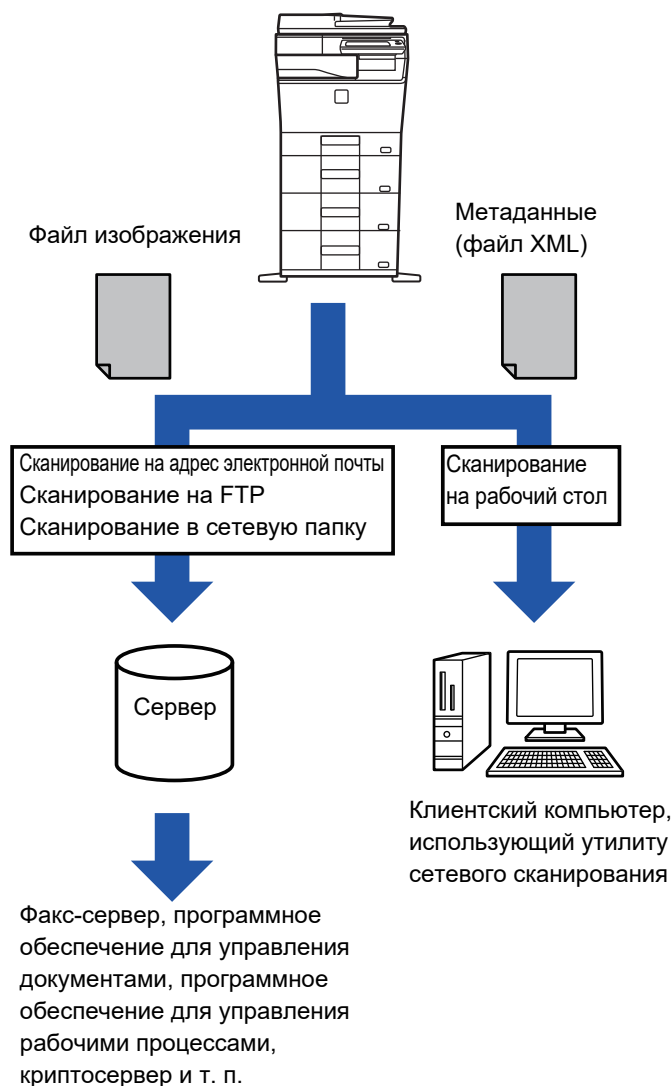 Файл изображения
Метаданные
(файл XML)
Сканирование на адрес электронной почты
Сканирование на FTP
Сканирование в сетевую папку
Сканирование
на рабочий стол
Сервер
Клиентский компьютер,
использующий утилиту
сетевого сканирования
Факс-сервер, программное
обеспечение для управления
документами, программное
обеспечение для управления
рабочими процессами,
криптосервер и т. п.